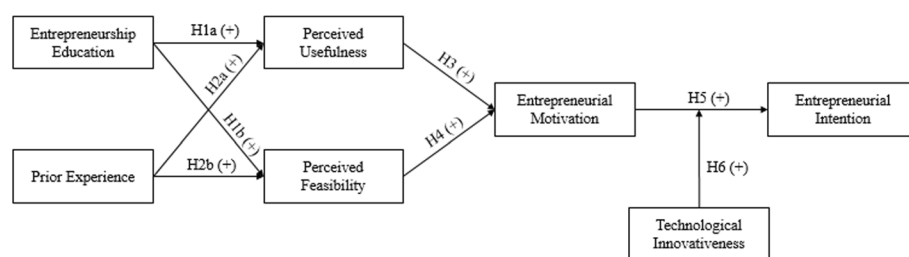 Entrepreneurship
Education
H1a (+)
Perceived
Usefulness
H2a (+)
H3 (+)
Entrepreneurial
Motivation
H5 (+)
Entrepreneurial
Intention
H1b (+)
H4 (+)
Prior Experience
H2b (+)
Perceived
Feasibility
H6 (+)
Technological
Innovativeness